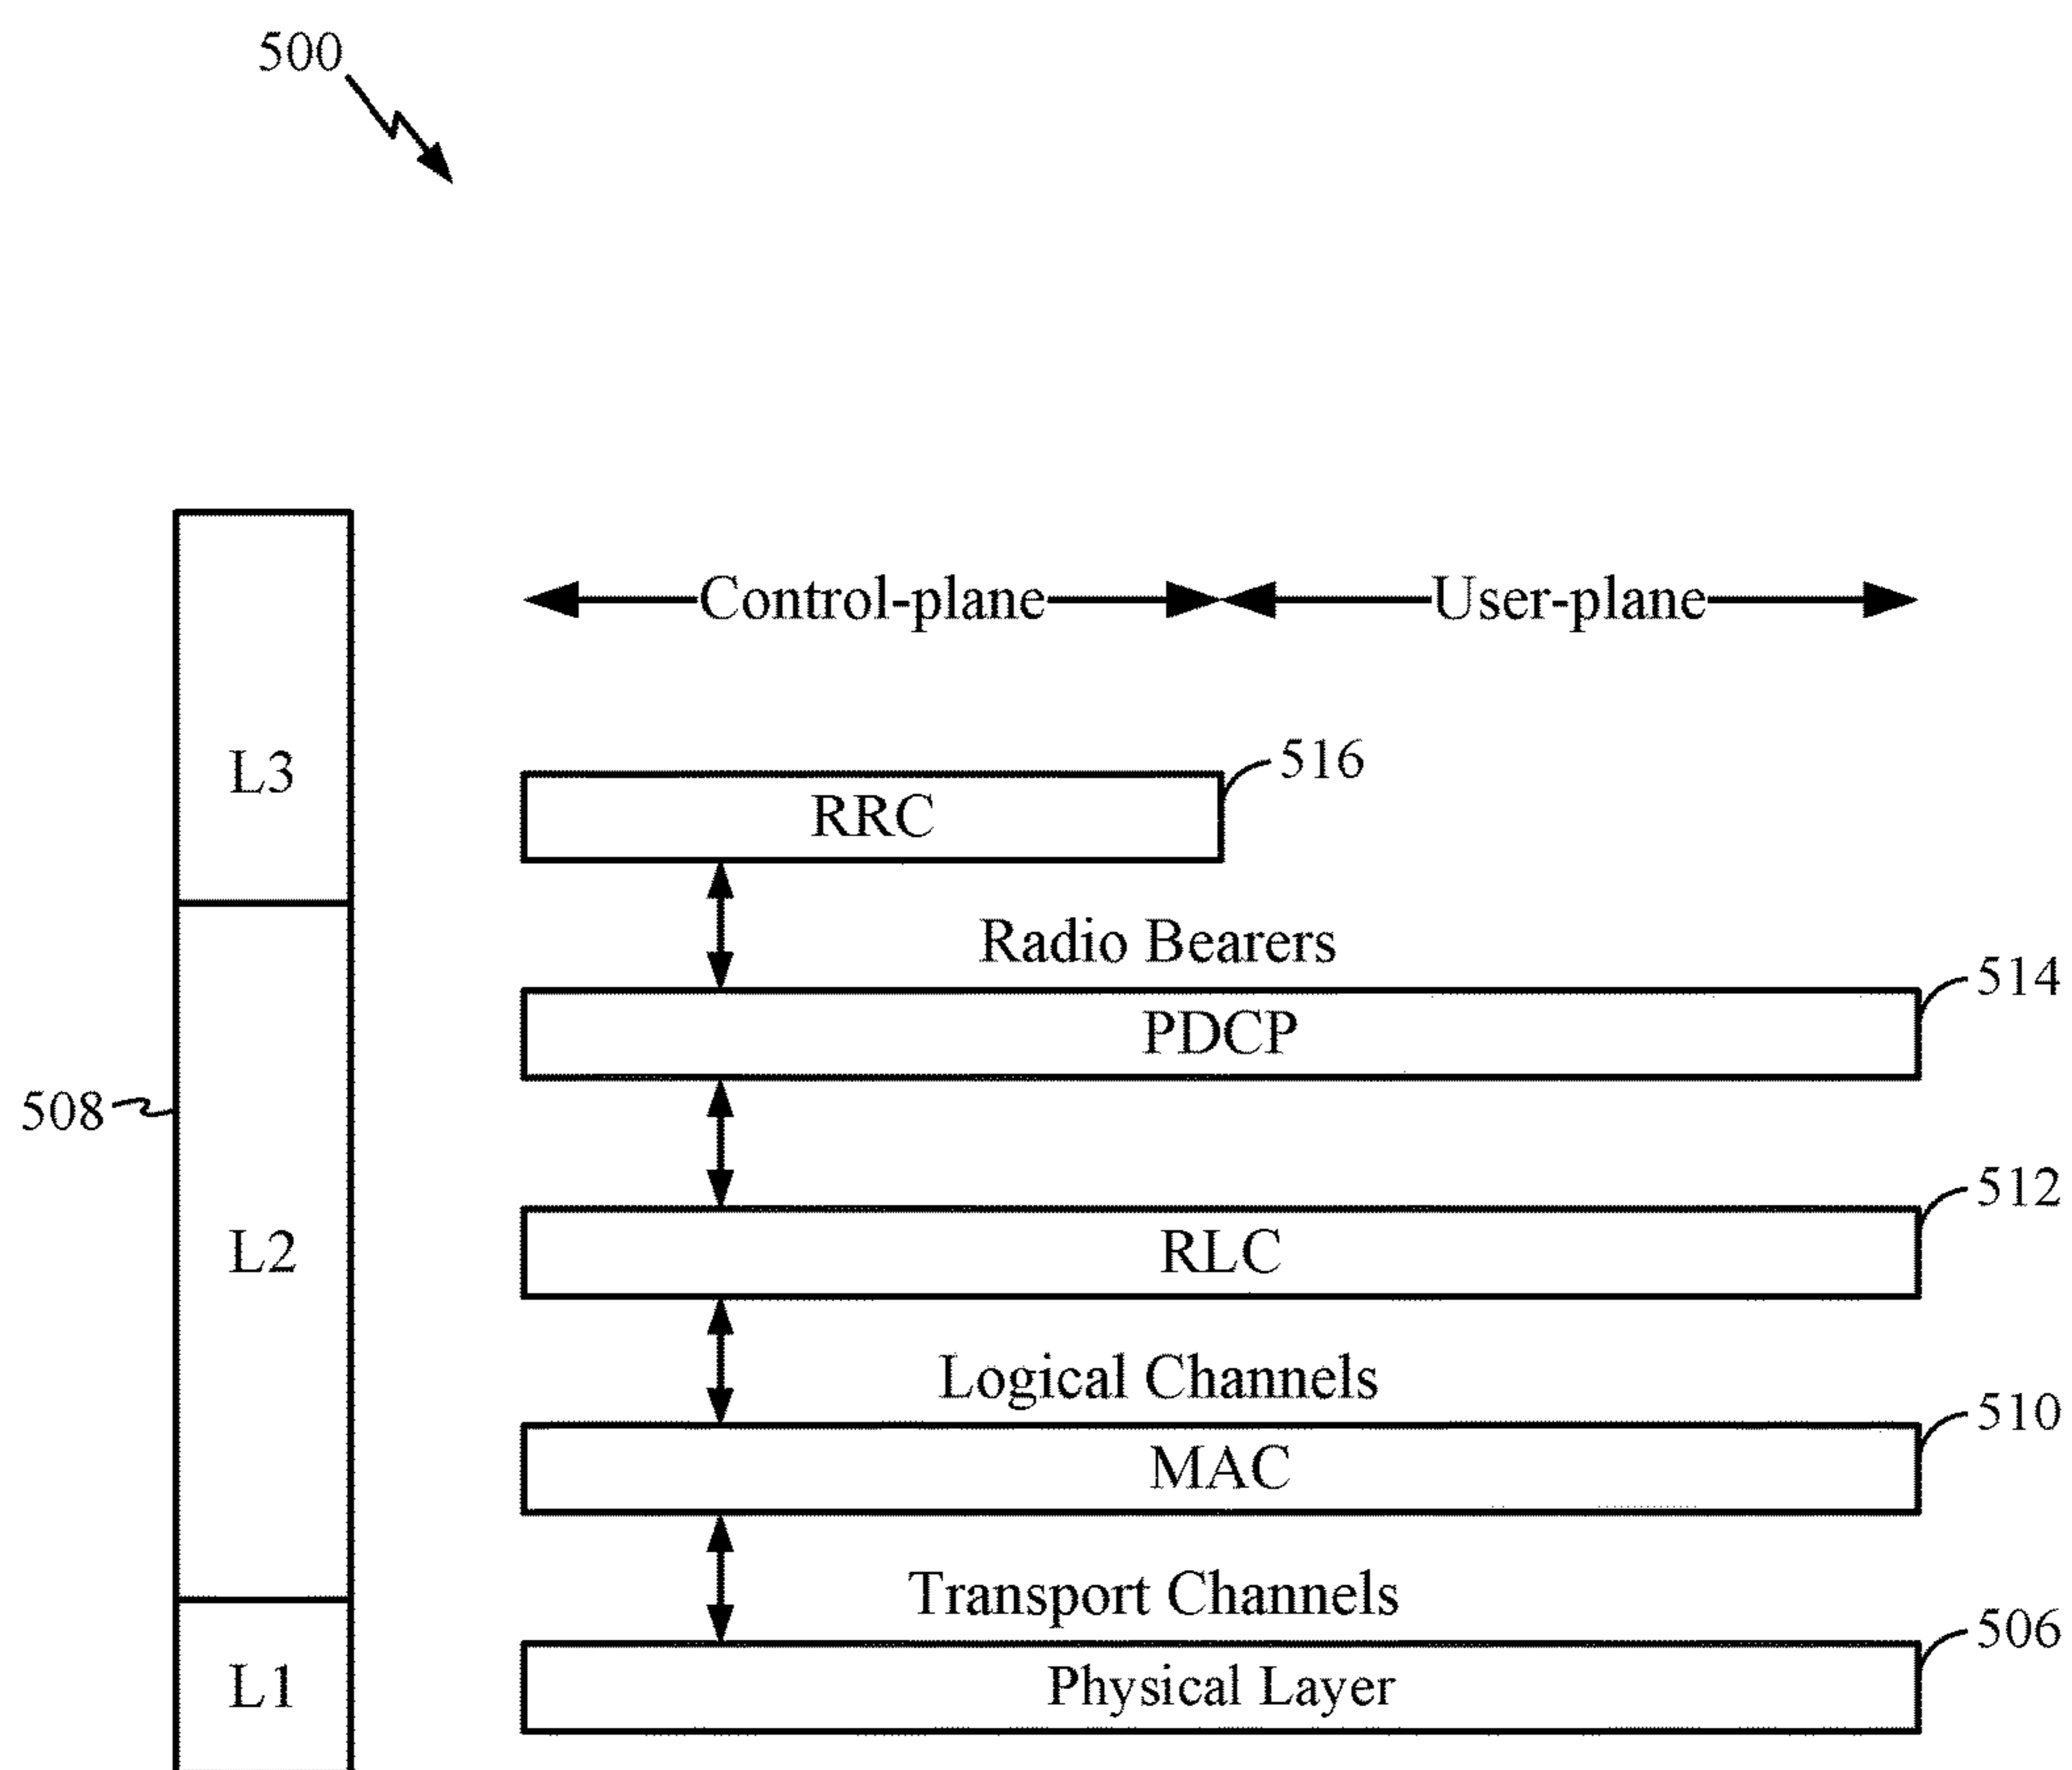 500
Control-plane
User-plane
L3
RRC
516
Radio Bearers
514
PDCP
508
512
L2
RLC
Logical Channels
510
MAC
Transport Channels
506
L1
Physical Layer